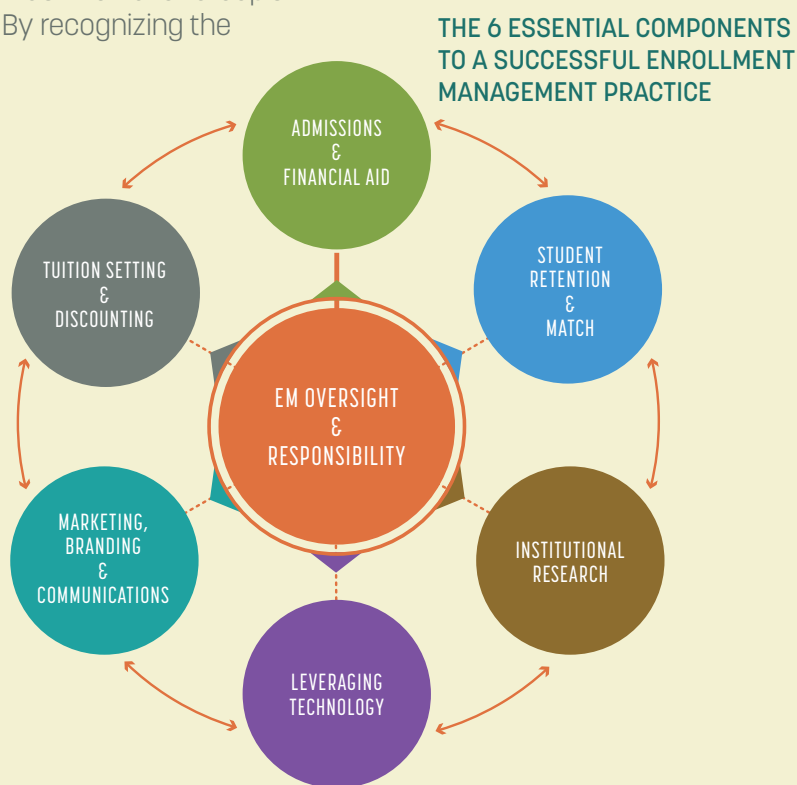 By recognizing the
THE 6 ESSENTIAL COMPONENTS
TO A SUCCESSFUL ENROLLMENT
MANAGEMENT PRACTICE
ADMISSIONS
&
FINANCIAL AID
STUDENT
RETENTION
&
MATCH
INSTITUTIONAL
RESEARCH
LEVERAGING
TECHNOLOGY
MARKETING,
BRANDING
&
COMMUNICATIONS
TUITION SETTING
&
DISCOUNTING
EM OVERSIGHT
&
RESPONSIBILITY